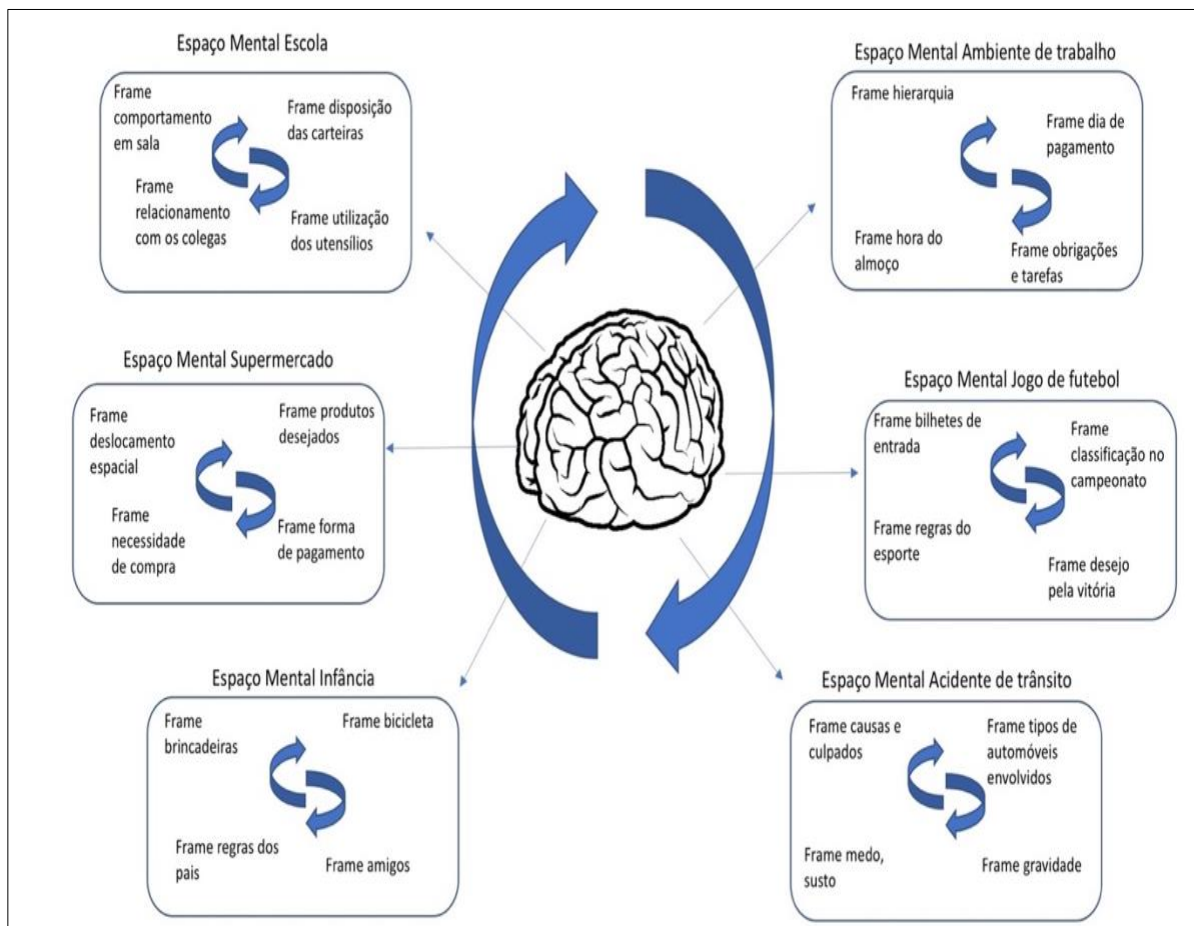 Espaço Mental Escola
Frame
comportamento
em sala
Frame disposição
das carteiras
Frame
relacionamento
com os colegas
Frame utilização
dos utensílios
Espaço Mental Ambiente de trabalho
Frame hierarquia
Frame dia de
pagamento
Frame hora do
almoço
Frame obrigações
e tarefas
Espaço Mental Supermercado
Frame
deslocamento
espacial
Frame produtos
desejados
Frame
necessidade
de compra
Frame forma
de pagamento
Espaço Mental Jogo de futebol
Frame bilhetes de
entrada
Frame
classificação no
campeonato
Frame regras do
esporte
Frame desejo
pela vitória
Espaço Mental Infância
Frame
brincadeiras
Frame bicicleta
Frame regras dos
pais
Frame amigos
Espaço Mental Acidente de trânsito
Frame causas e
culpados
Frame tipos de
automóveis
envolvidos
Frame medo,
susto
Frame gravidade